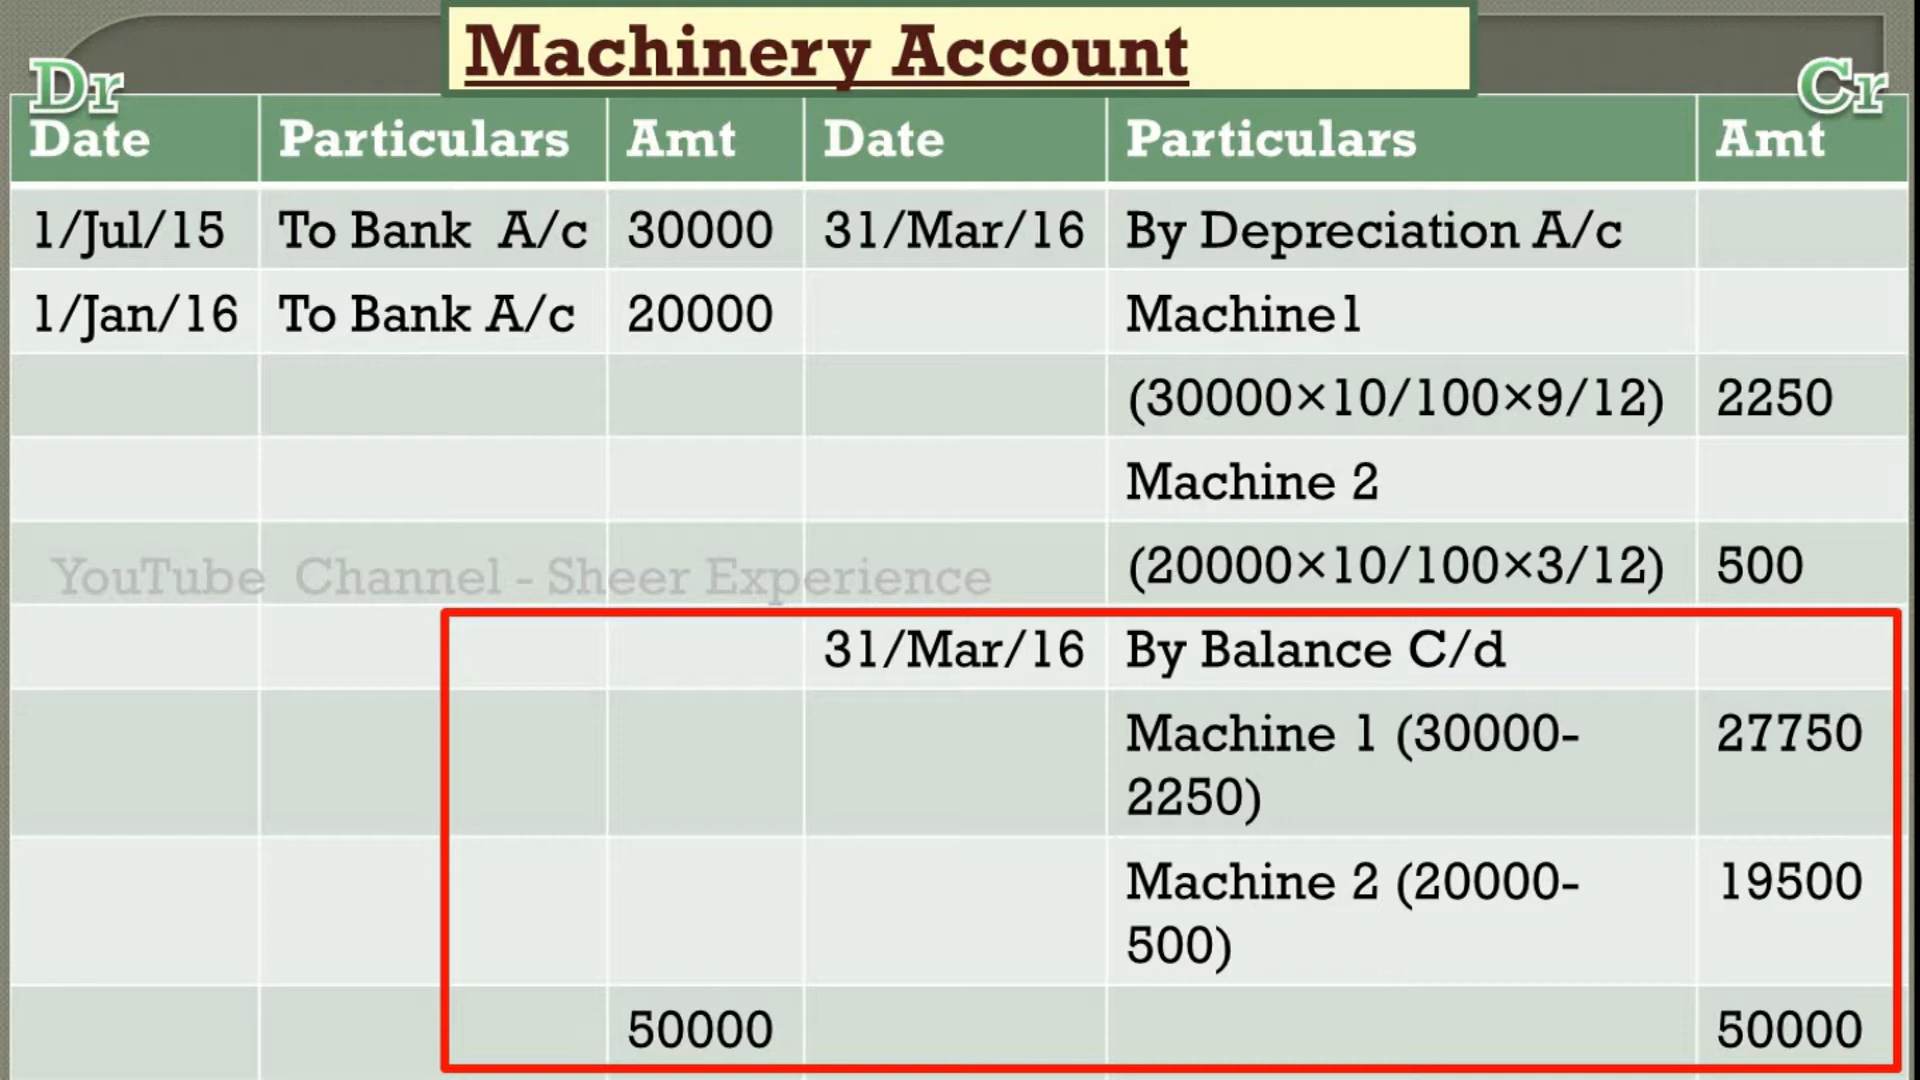 Machinery Account
Dr Cr
Date Particulars Amt Date Particulars Amt
1/Jul/15 To Bank A/c 30000 31/Mar/16 By Depreciation A/c
1/Jan/16 To Bank A/c 20000 Machine1
(30000×10/100×9/12) 2250
Machine 2
(20000×10/100×3/12) 500
YouTube Channel - Sheer Experience
31/Mar/16 By Balance C/d
Machine 1 (30000- 27750
2250)
Machine 2 (20000- 19500
500)
50000 50000